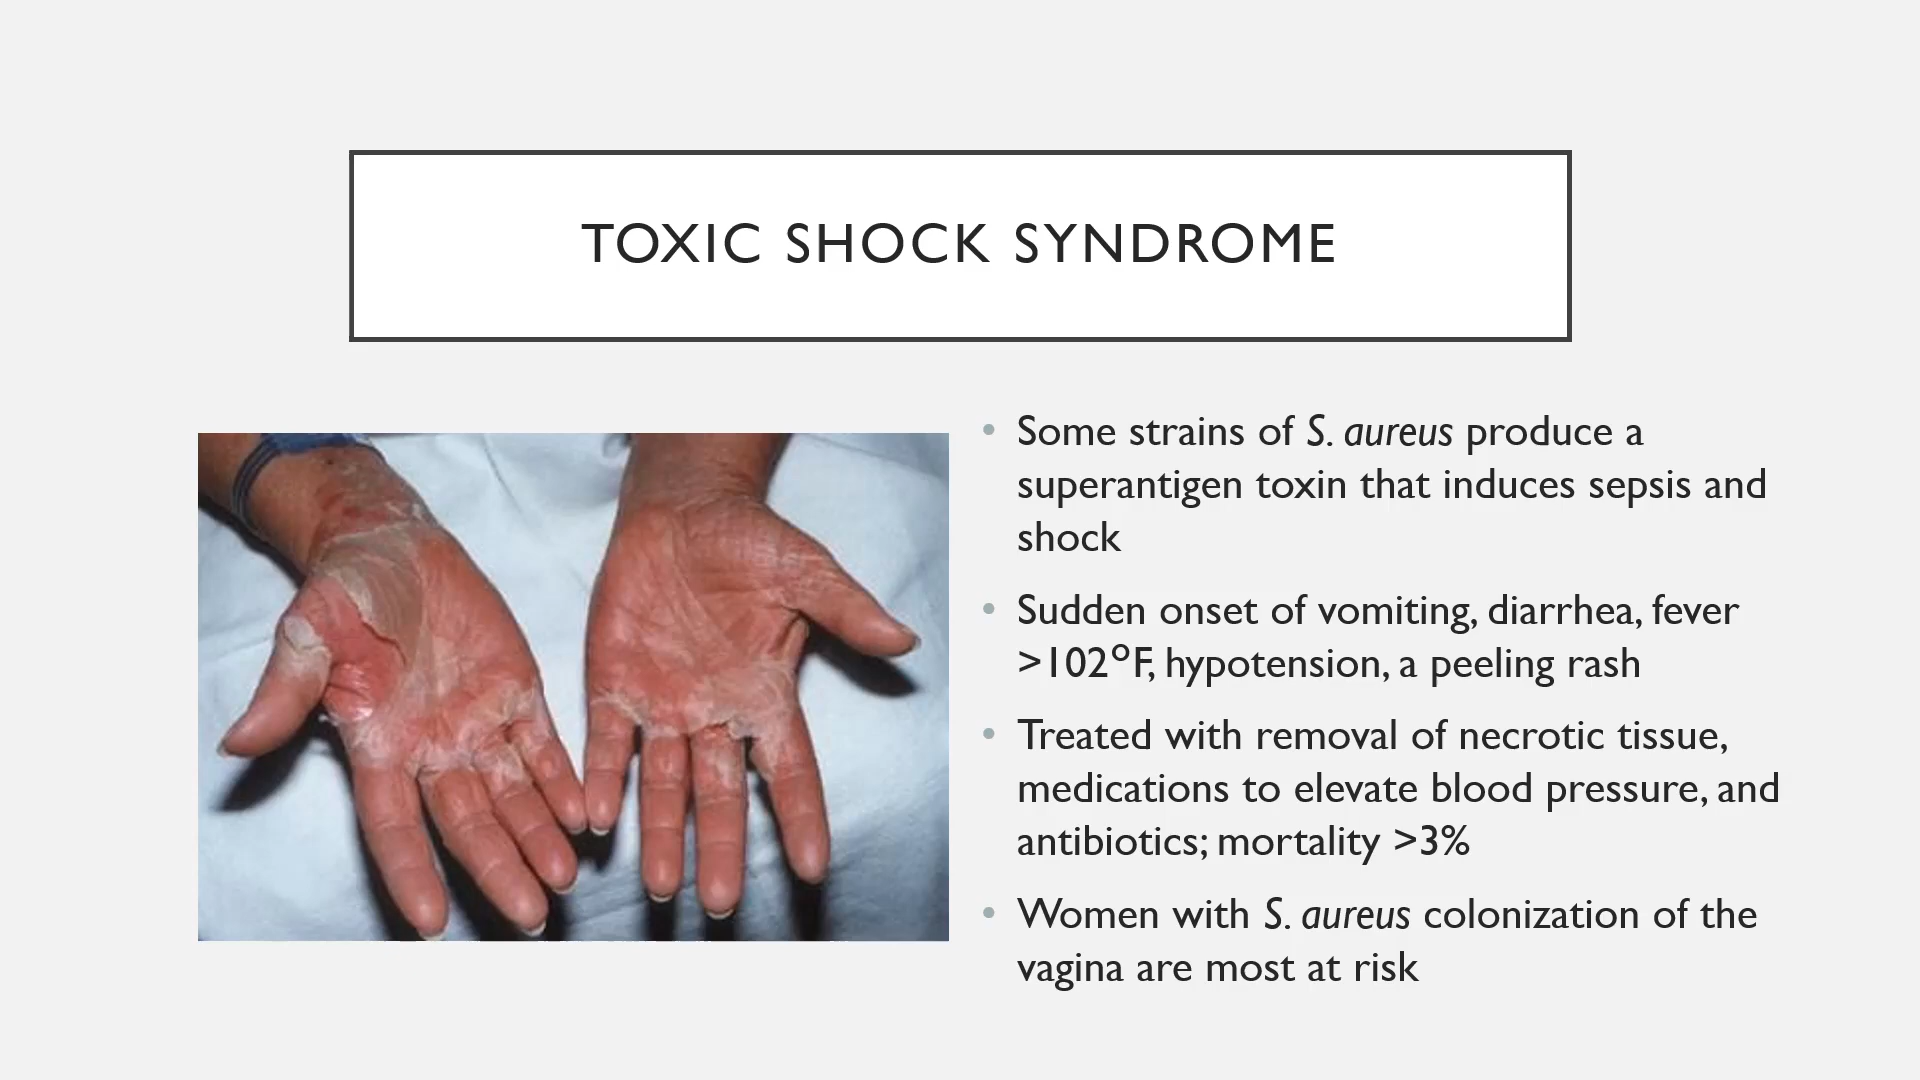 TOXIC SHOCK SYNDROME
• Some strains of S. aureus produce a
superantigen toxin that induces sepsis and
shock
• Sudden onset of vomiting, diarrhea, fever
>102°F, hypotension, a peeling rash
• Treated with removal of necrotic tissue,
medications to elevate blood pressure, and
antibiotics; mortality >3%
• Women with S. aureus colonization of the
vagina are most at risk